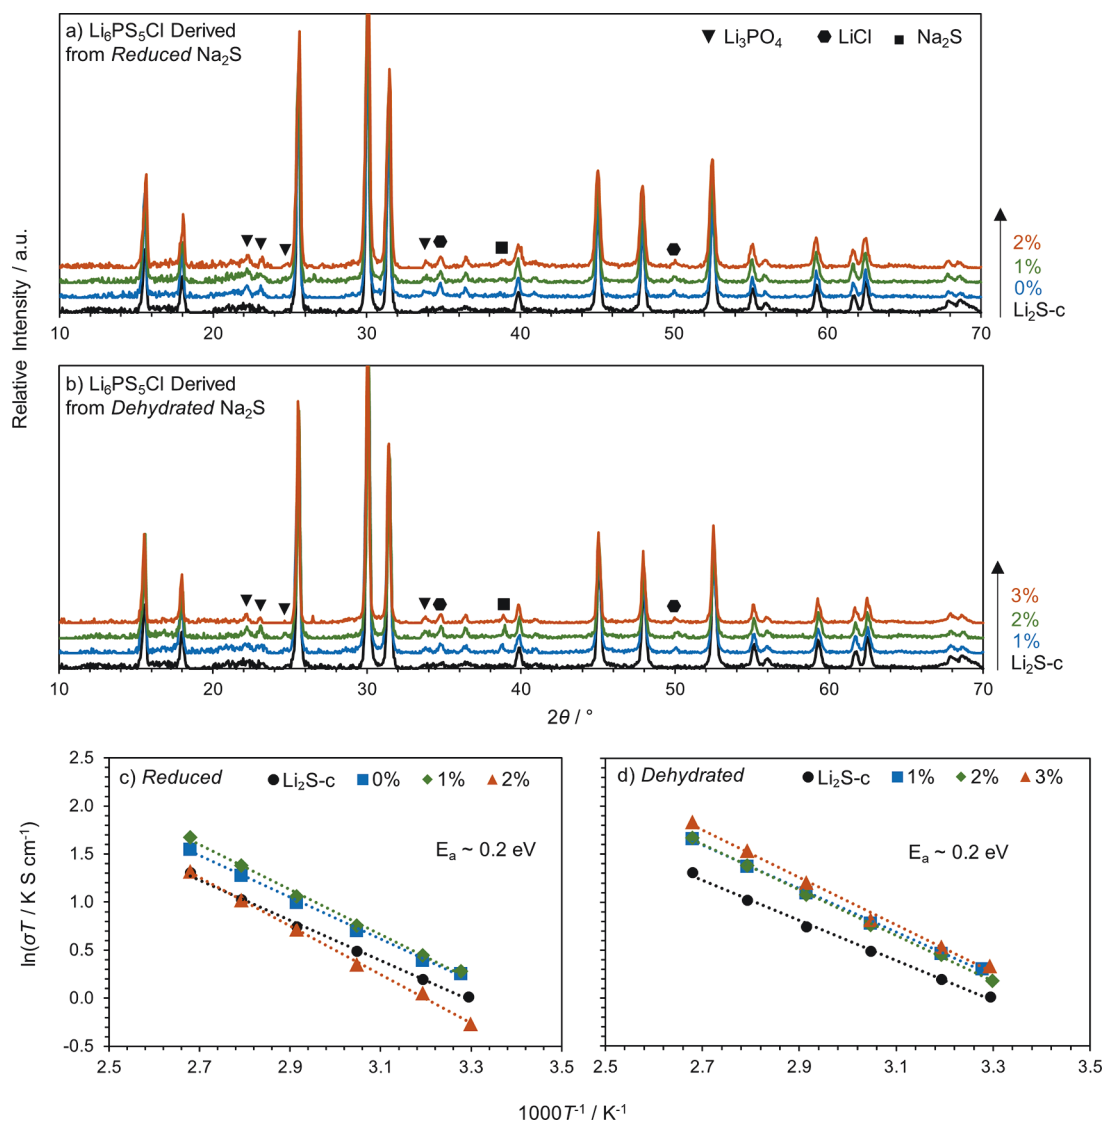 a) Li₆PS₅Cl Derived
from Reduced Na₂S
Li₃PO₄ LiCl Na₂S
2%
1%
0%
Li₂S-c
10 20 30 40 50 60 70
Relative Intensity / a.u.
b) Li₆PS₅Cl Derived
from Dehydrated Na₂S
3%
2%
1%
Li₂S-c
10 20 30 40 50 60 70
2θ / °
c) Reduced Li₂S-c 0% 1% 2%
Eₐ ~ 0.2 eV
2.5
2.0
1.5
1.0
0.5
0.0
-0.5
ln(σT / K S cm⁻¹)
2.5 2.7 2.9 3.1 3.3 3.5
d) Dehydrated Li₂S-c 1% 2% 3%
Eₐ ~ 0.2 eV
2.5 2.7 2.9 3.1 3.3 3.5
1000T⁻¹ / K⁻¹